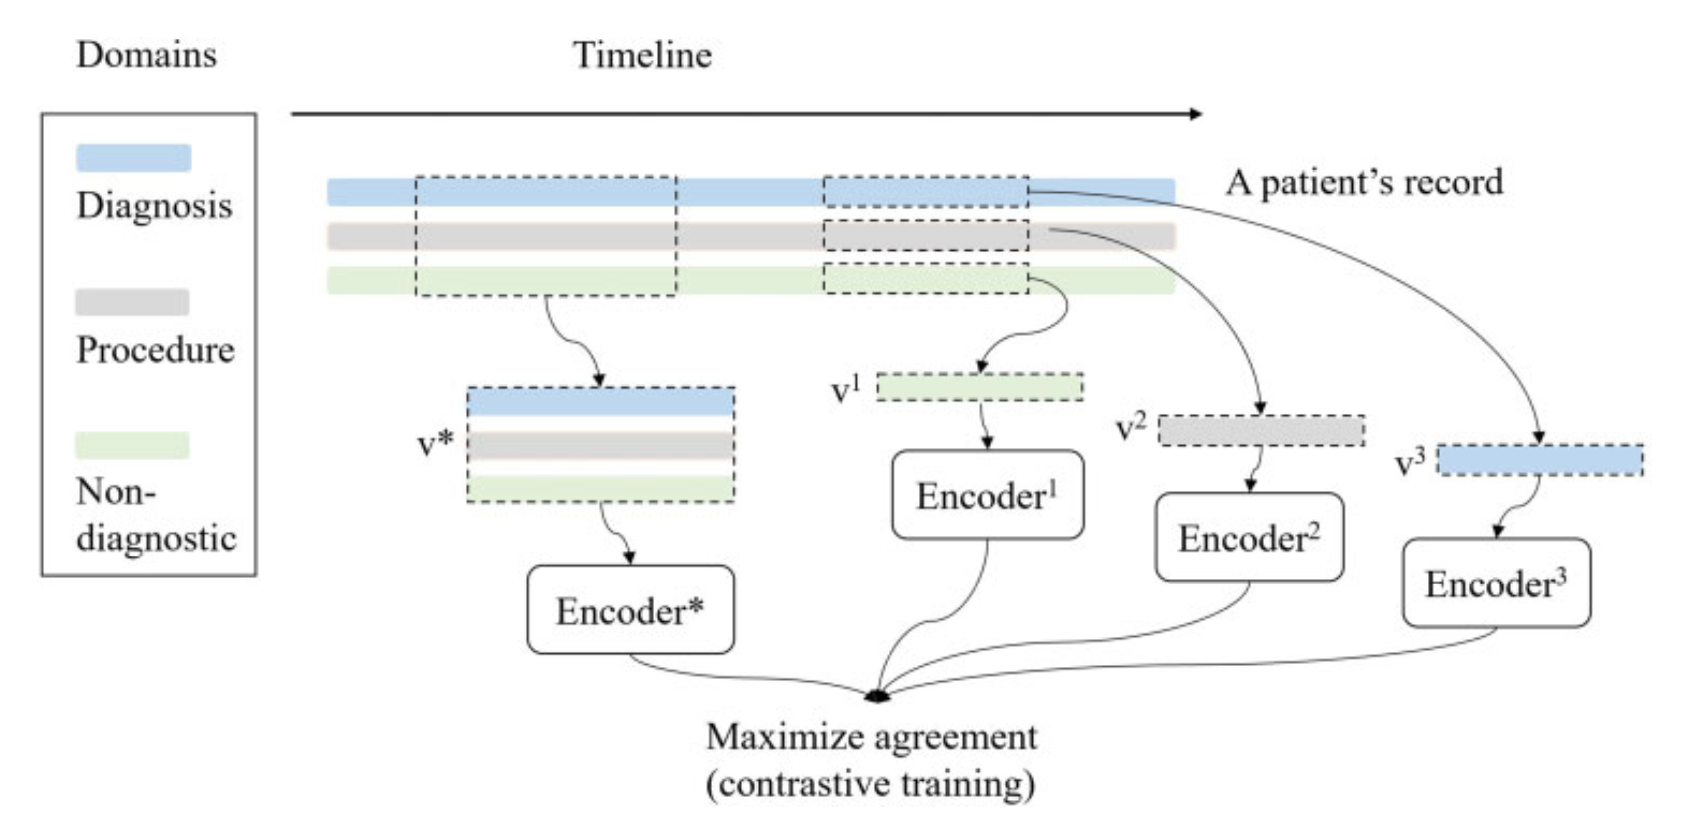 Domains
Timeline
Diagnosis
Procedure
Non-
diagnostic
A patient’s record
v*
v¹
v²
v³
Encoder*
Encoder¹
Encoder²
Encoder³
Maximize agreement
(contrastive training)